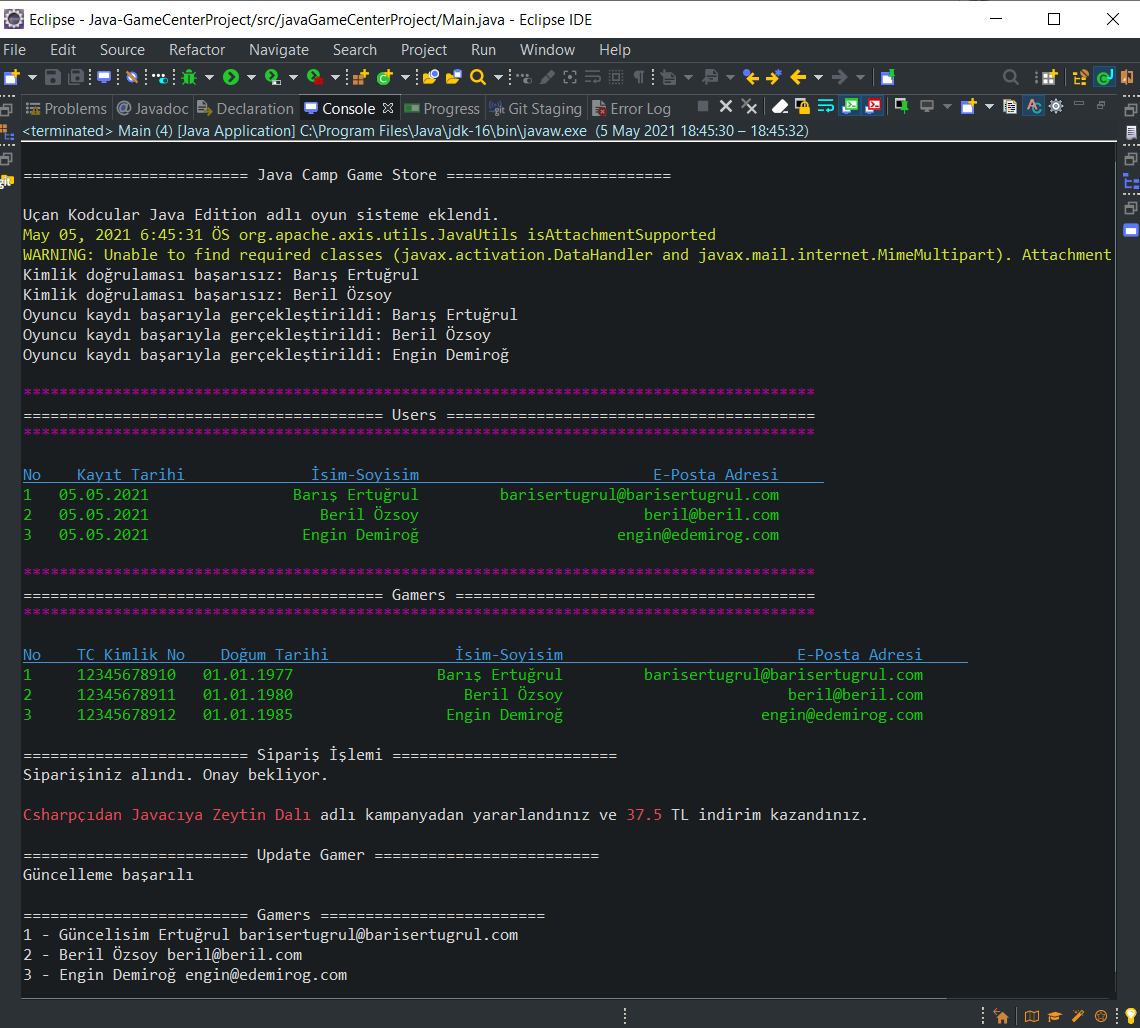 Eclipse - Java-GameCenterProject/src/javaGameCenterProject/Main.java - Eclipse IDE
File Edit Source Refactor Navigate Search Project Run Window Help
Problems Javadoc Declaration Console Progress Git Staging Error Log
<terminated> Main (4) [Java Application] C:\Program Files\Java\jdk-16\bin\javaw.exe (5 May 2021 18:45:30 – 18:45:32)
========================= Java Camp Game Store =========================
Uçan Kodcular Java Edition adlı oyun sisteme eklendi.
May 05, 2021 6:45:31 ÖS org.apache.axis.utils.JavaUtils isAttachmentSupported
WARNING: Unable to find required classes (javax.activation.DataHandler and javax.mail.internet.MimeMultipart). Attachment
Kimlik doğrulaması başarısız: Barış Ertuğrul
Kimlik doğrulaması başarısız: Beril Özsoy
Oyuncu kaydı başarıyla gerçekleştirildi: Barış Ertuğrul
Oyuncu kaydı başarıyla gerçekleştirildi: Beril Özsoy
Oyuncu kaydı başarıyla gerçekleştirildi: Engin Demiroğ
****************************************************************************************
======================================== Users =========================================
****************************************************************************************
No Kayıt Tarihi İsim-Soyisim E-Posta Adresi
1 05.05.2021 Barış Ertuğrul barisertugrul@barisertugrul.com
2 05.05.2021 Beril Özsoy beril@beril.com
3 05.05.2021 Engin Demiroğ engin@edemirog.com
****************************************************************************************
======================================== Gamers ========================================
****************************************************************************************
No TC Kimlik No Doğum Tarihi İsim-Soyisim E-Posta Adresi
1 12345678910 01.01.1977 Barış Ertuğrul barisertugrul@barisertugrul.com
2 12345678911 01.01.1980 Beril Özsoy beril@beril.com
3 12345678912 01.01.1985 Engin Demiroğ engin@edemirog.com
========================= Sipariş İşlemi =========================
Siparişiniz alındı. Onay bekliyor.
Csharpçıdan Javacıya Zeytin Dalı adlı kampanyadan yararlandınız ve 37.5 TL indirim kazandınız.
========================= Update Gamer =========================
Güncelleme başarılı
========================= Gamers =========================
1 - Güncelisim Ertuğrul barisertugrul@barisertugrul.com
2 - Beril Özsoy beril@beril.com
3 - Engin Demiroğ engin@edemirog.com